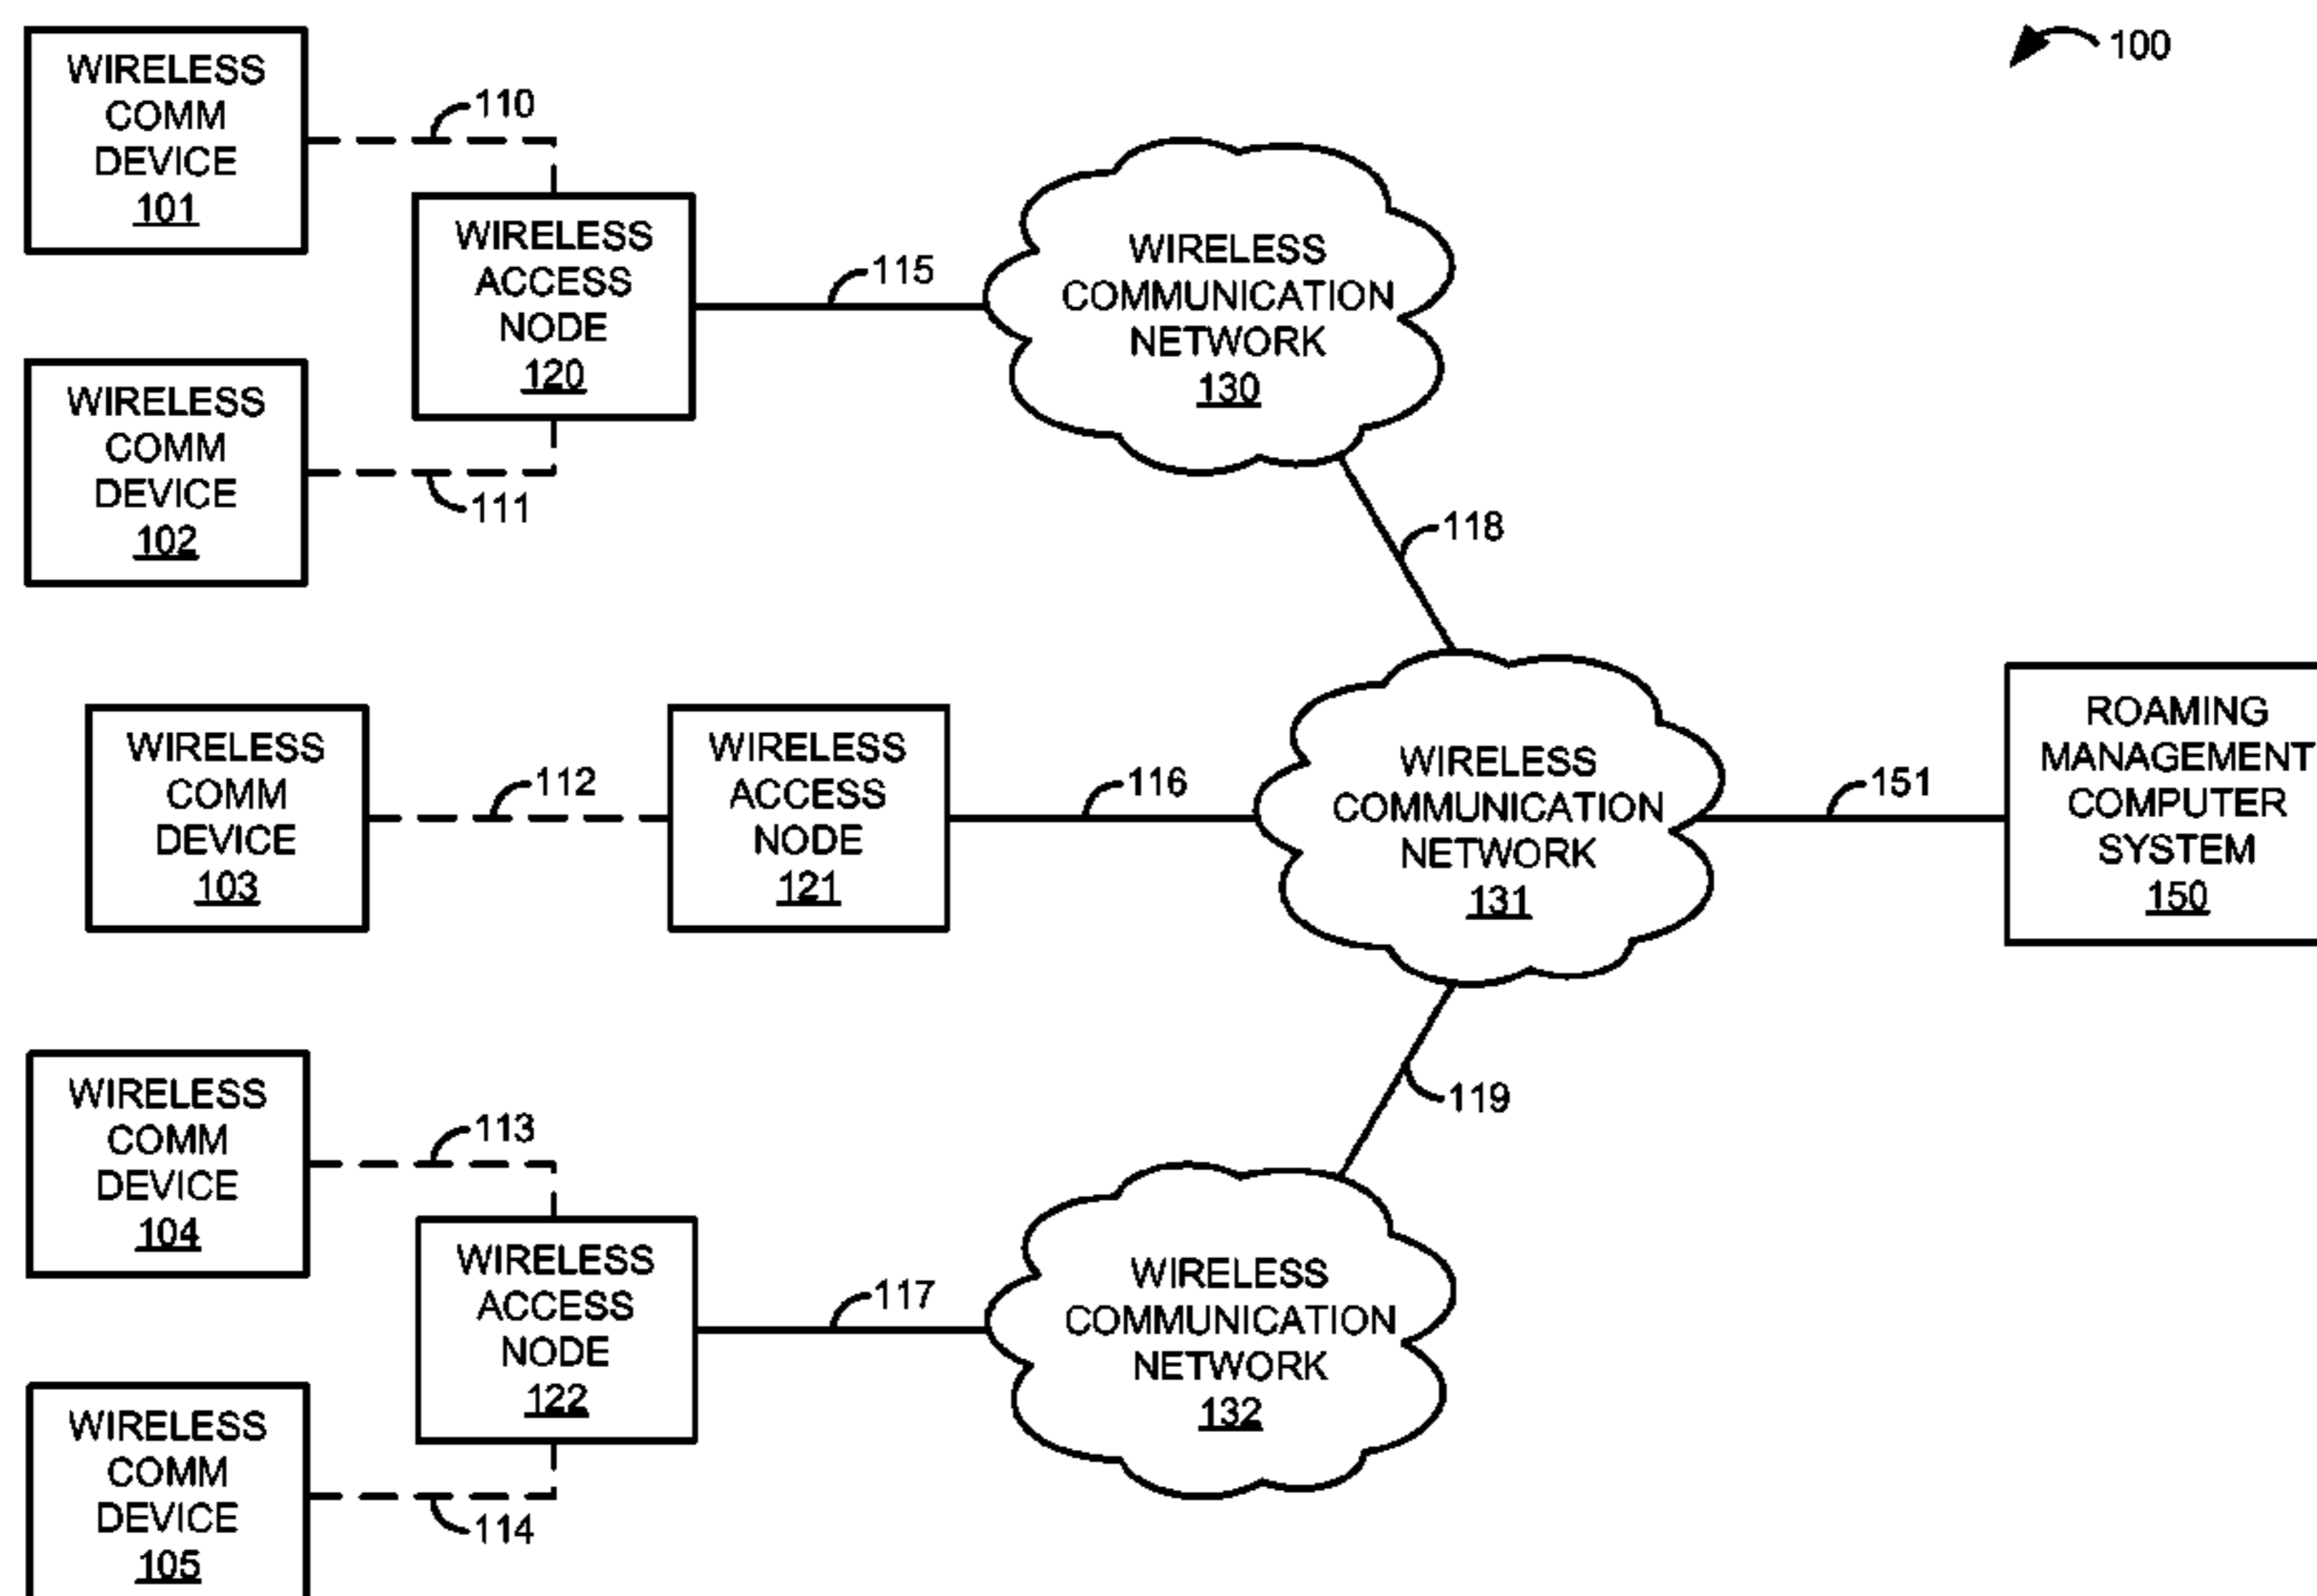 100
WIRELESS
COMM
DEVICE
101
110
WIRELESS
ACCESS
NODE
120
115
WIRELESS
COMMUNICATION
NETWORK
130
WIRELESS
COMM
DEVICE
102
111
118
WIRELESS
COMM
DEVICE
103
112
WIRELESS
ACCESS
NODE
121
116
WIRELESS
COMMUNICATION
NETWORK
131
151
ROAMING
MANAGEMENT
COMPUTER
SYSTEM
150
119
WIRELESS
COMM
DEVICE
104
113
WIRELESS
ACCESS
NODE
122
117
WIRELESS
COMMUNICATION
NETWORK
132
WIRELESS
COMM
DEVICE
105
114